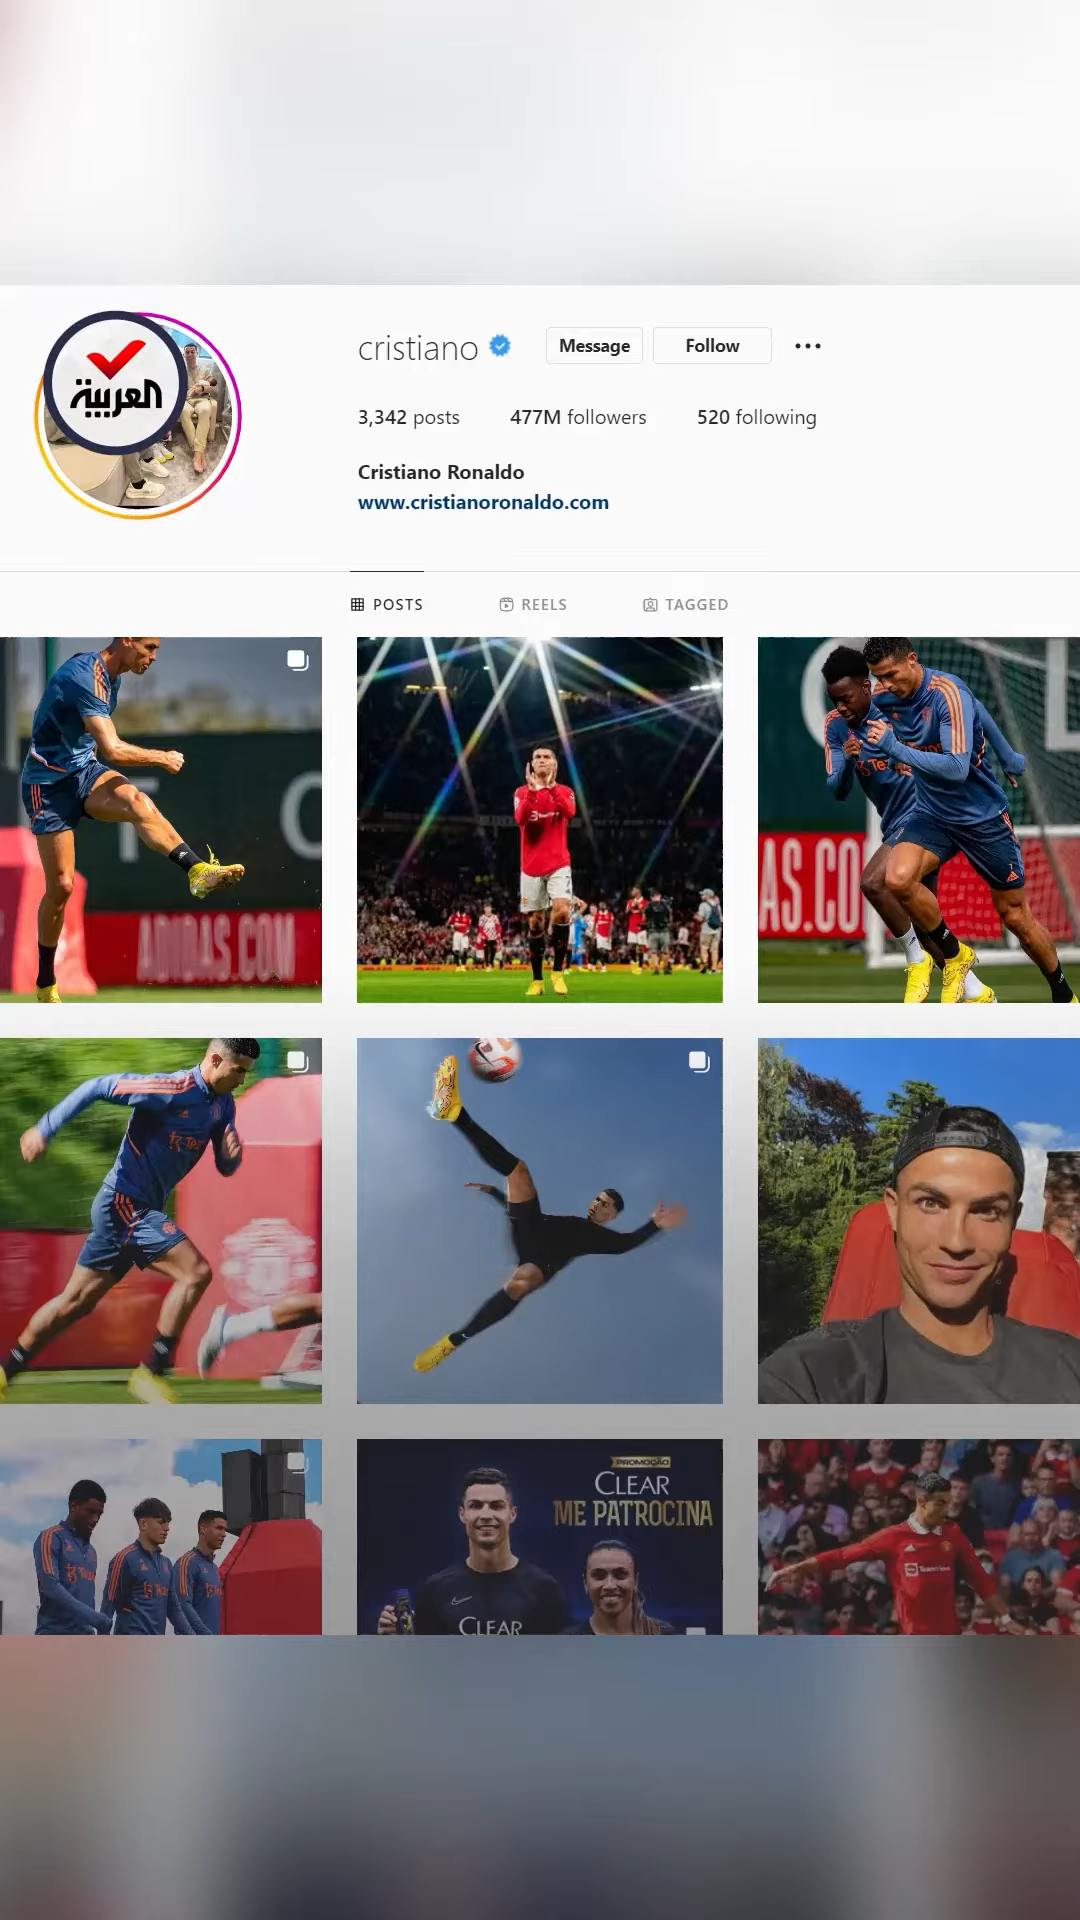 العربية
cristiano
Message
Follow
3,342 posts
477M followers
520 following
Cristiano Ronaldo
www.cristianoronaldo.com
POSTS
REELS
TAGGED
ADIDAS.COM
AS.CO
PROMOÇÃO
CLEAR
ME PATROCINA
CLEAR